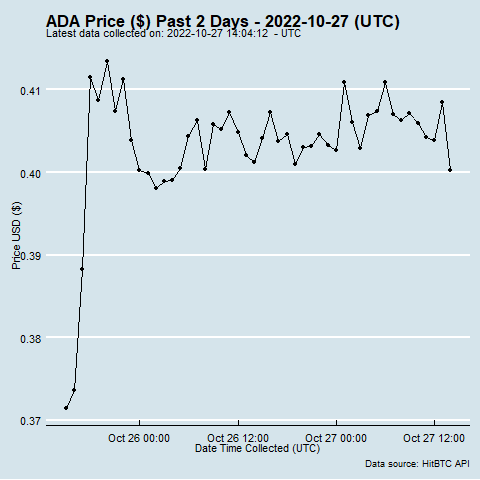 ADA Price ($) Past 2 Days - 2022-10-27 (UTC)
Latest data collected on: 2022-10-27 14:04:12  - UTC
Price USD ($)
0.41
0.40
0.39
0.38
0.37
Oct 26 00:00
Oct 26 12:00
Oct 27 00:00
Oct 27 12:00
Date Time Collected (UTC)
Data source: HitBTC API